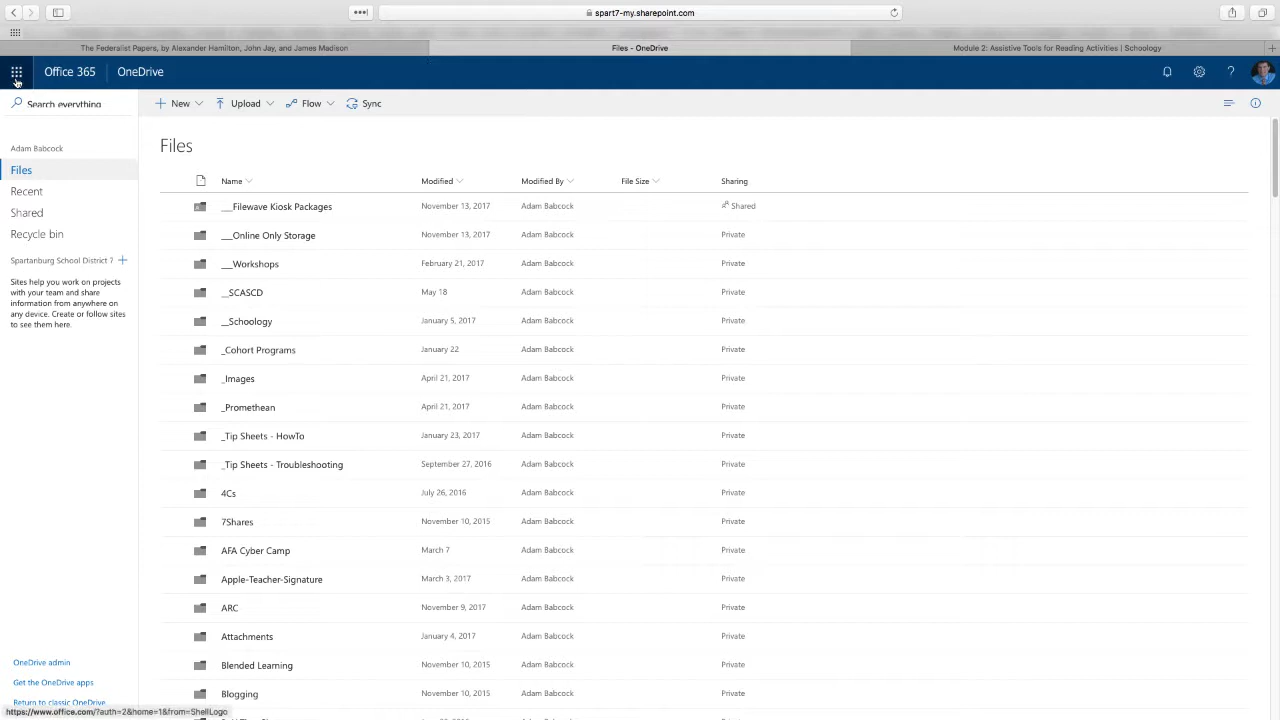 spart7-my.sharepoint.com
The Federalist Papers, by Alexander Hamilton, John Jay, and James Madison
Files - OneDrive
Module 2: Assistive Tools for Reading Activities | Schoology
Office 365
OneDrive
Search everything
New
Upload
Flow
Sync
Adam Babcock
Files
Recent
Shared
Recycle bin
Spartanburg School District 7
Sites help you work on projects
with your team and share
information from anywhere on
any device. Create or follow sites
to see them here.
Files
Name Modified Modified By File Size Sharing
___Filewave Kiosk Packages November 13, 2017 Adam Babcock Shared
___Online Only Storage November 13, 2017 Adam Babcock Private
___Workshops February 21, 2017 Adam Babcock Private
__SCASCD May 18 Adam Babcock Private
__Schoology January 5, 2017 Adam Babcock Private
_Cohort Programs January 22 Adam Babcock Private
_Images April 21, 2017 Adam Babcock Private
_Promethean April 21, 2017 Adam Babcock Private
_Tip Sheets - HowTo January 23, 2017 Adam Babcock Private
_Tip Sheets - Troubleshooting September 27, 2016 Adam Babcock Private
4Cs July 26, 2016 Adam Babcock Private
7Shares November 10, 2015 Adam Babcock Private
AFA Cyber Camp March 7 Adam Babcock Private
Apple-Teacher-Signature March 3, 2017 Adam Babcock Private
ARC November 9, 2017 Adam Babcock Private
Attachments January 4, 2017 Adam Babcock Private
Blended Learning November 10, 2015 Adam Babcock Private
Blogging November 10, 2015 Adam Babcock Private
OneDrive admin
Get the OneDrive apps
Return to classic OneDrive
https://www.office.com/?auth=2&home=1&from=ShellLogo